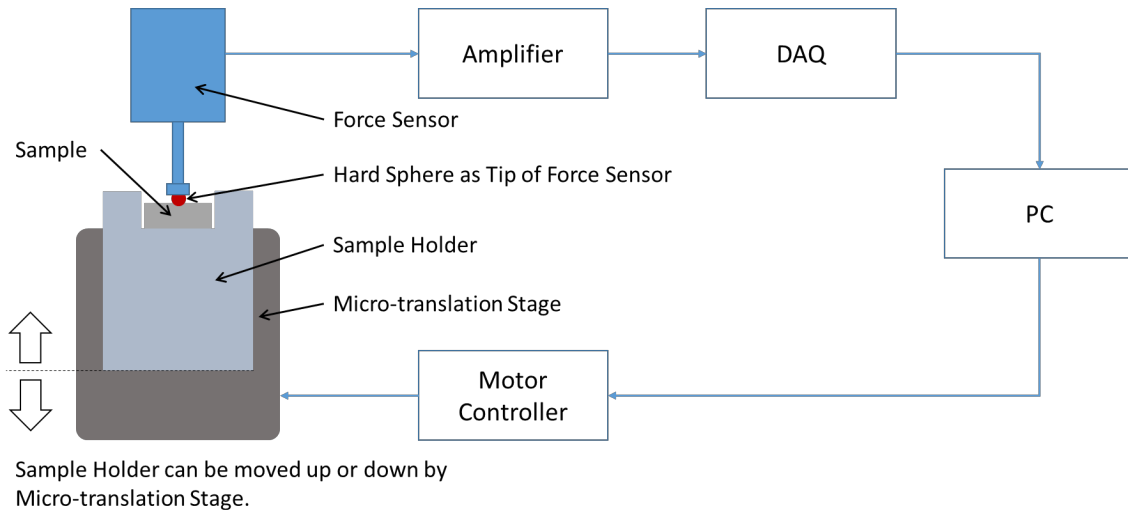 Amplifier
DAQ
Force Sensor
Sample
Hard Sphere as Tip of Force Sensor
PC
Sample Holder
Micro-translation Stage
Motor
Controller
Sample Holder can be moved up or down by
Micro-translation Stage.